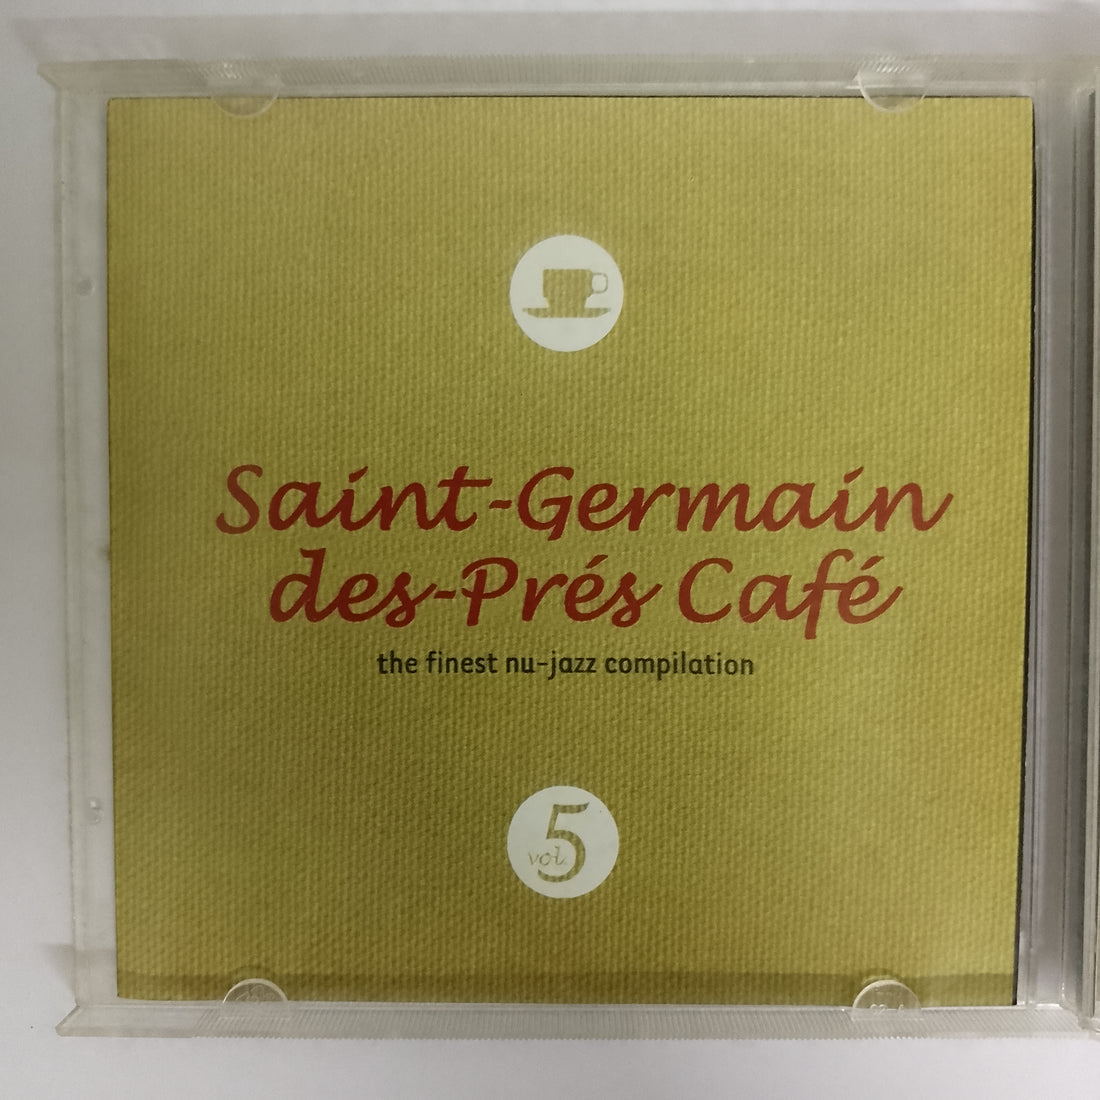 Saint-Germain
des-Prés Café
the finest nu-jazz compilation
vol. 5